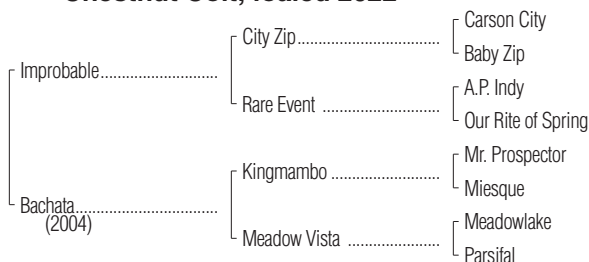 Chestnut Colt; foaled 2022
Carson City
City Zip
Baby Zip
Improbable
A.P. Indy
Rare Event
Our Rite of Spring
Mr. Prospector
Kingmambo
Miesque
Bachata
(2004)
Meadowlake
Meadow Vista
Parsifal